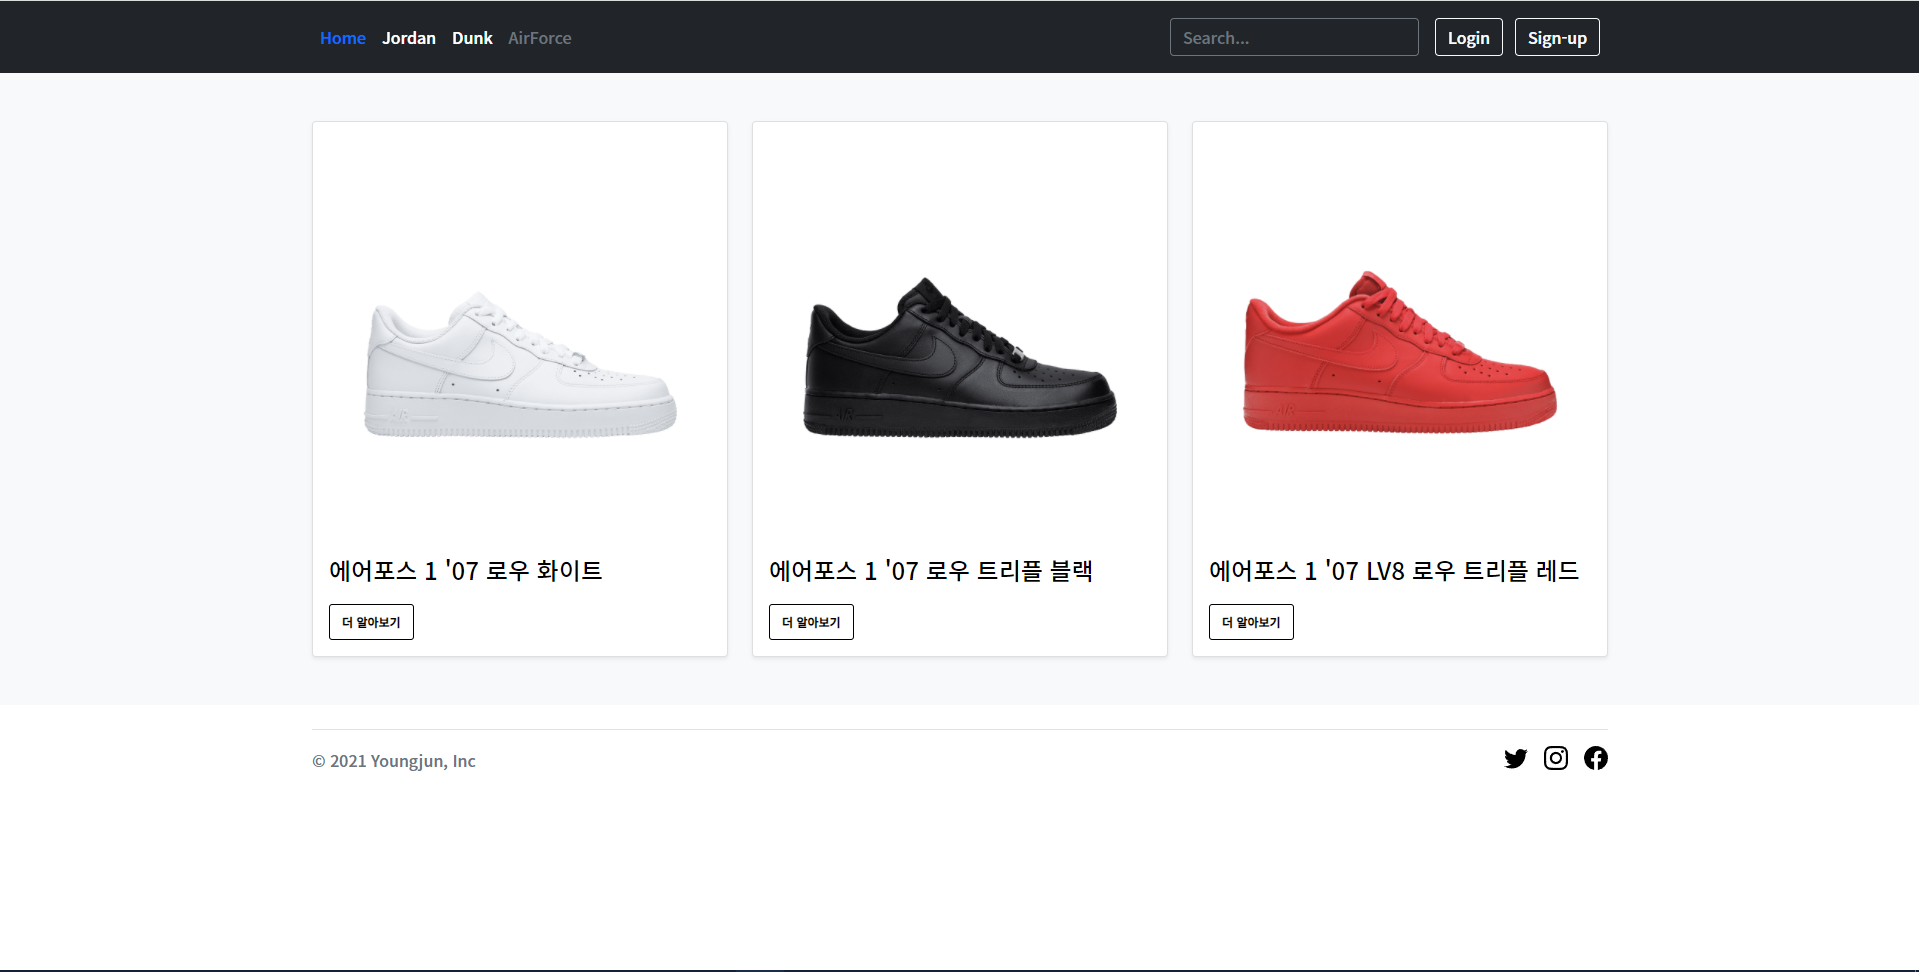 Home Jordan Dunk AirForce Search... Login Sign-up
에어포스 1 '07 로우 화이트
더 알아보기
에어포스 1 '07 로우 트리플 블랙
더 알아보기
에어포스 1 '07 LV8 로우 트리플 레드
더 알아보기
© 2021 Youngjun, Inc